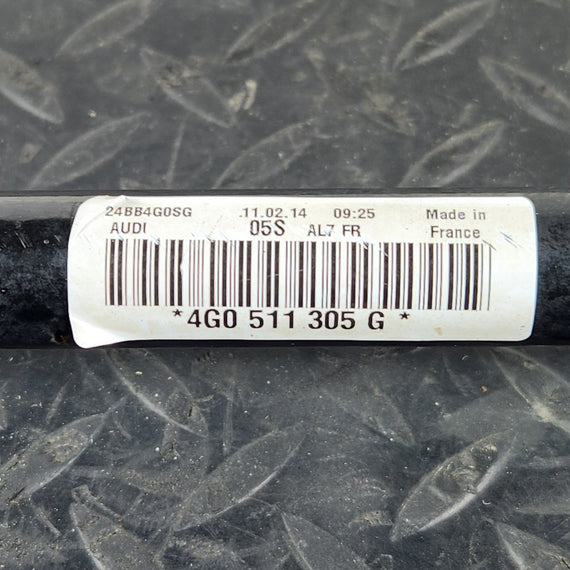 24BB4G0SG .11.02.14 09:25 Made in
AUDI 05S AL7 FR France
*4G0 511 305 G *